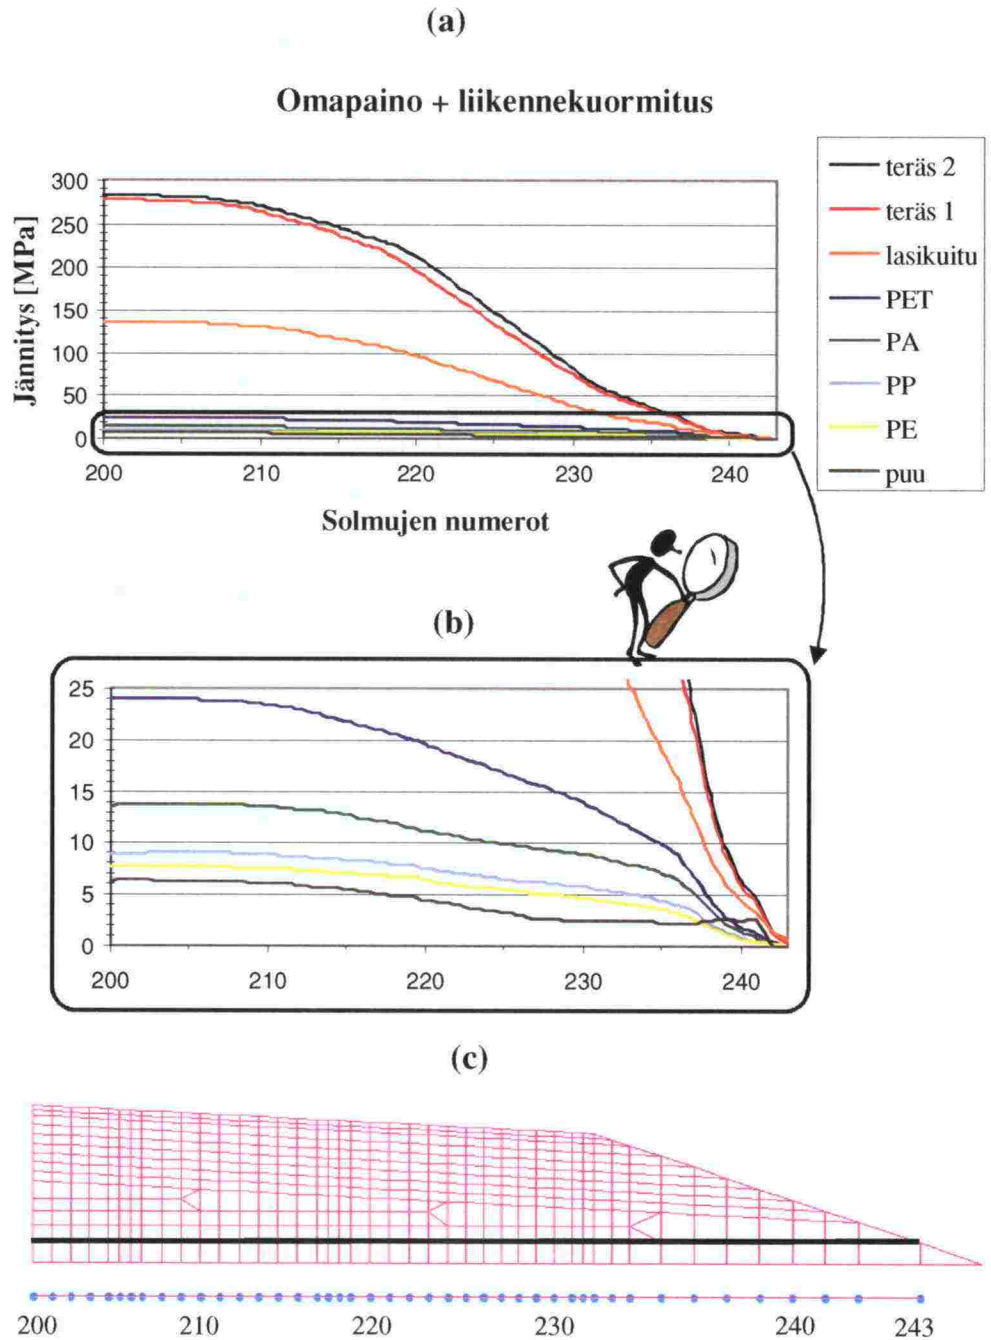 (a)
Omapaino + liikennekuormitus
Jännitys [MPa]
300
250
200
150
100
50
0
200 210 220 230 240
Solmujen numerot
teräs 2
teräs 1
lasikuitu
PET
PA
PP
PE
puu
(b)
25
20
15
10
5
0
200 210 220 230 240
(c)
200 210 220 230 240 243